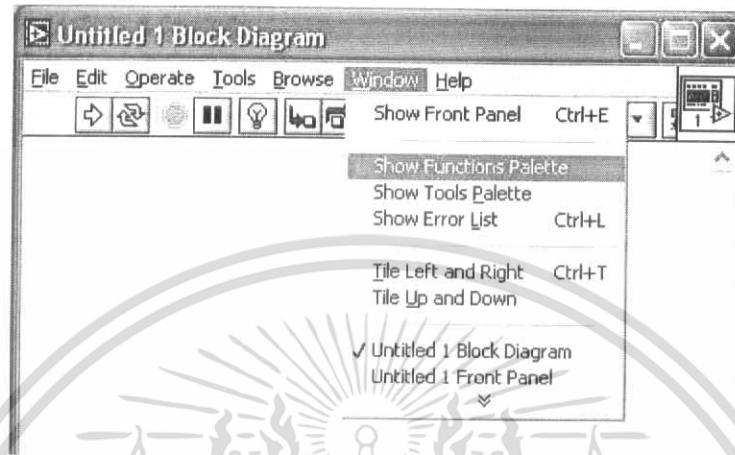 Untitled 1 Block Diagram
File Edit Operate Tools Browse Window Help
Show Front Panel Ctrl+E
1
Show Functions Palette
Show Tools Palette
Show Error List Ctrl+L
Tile Left and Right Ctrl+T
Tile Up and Down
✓ Untitled 1 Block Diagram
Untitled 1 Front Panel